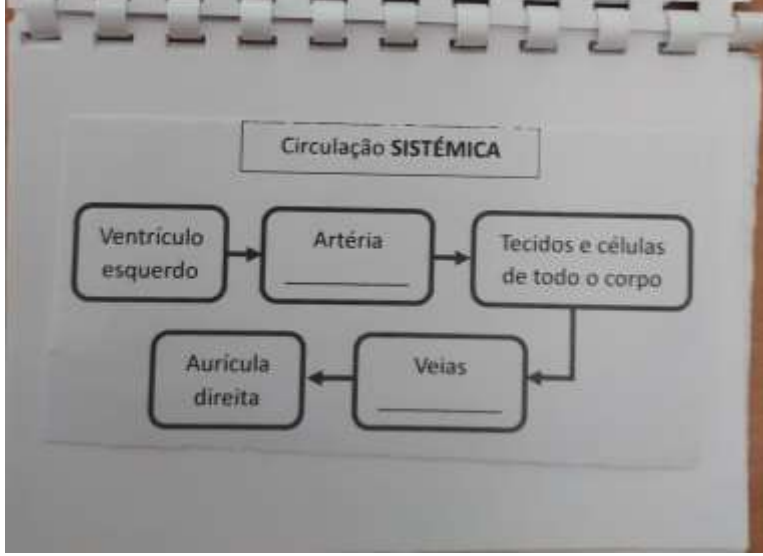 Circulação SISTÉMICA
Ventrículo
esquerdo
Artéria
Tecidos e células
de todo o corpo
Aurícula
direita
Veias